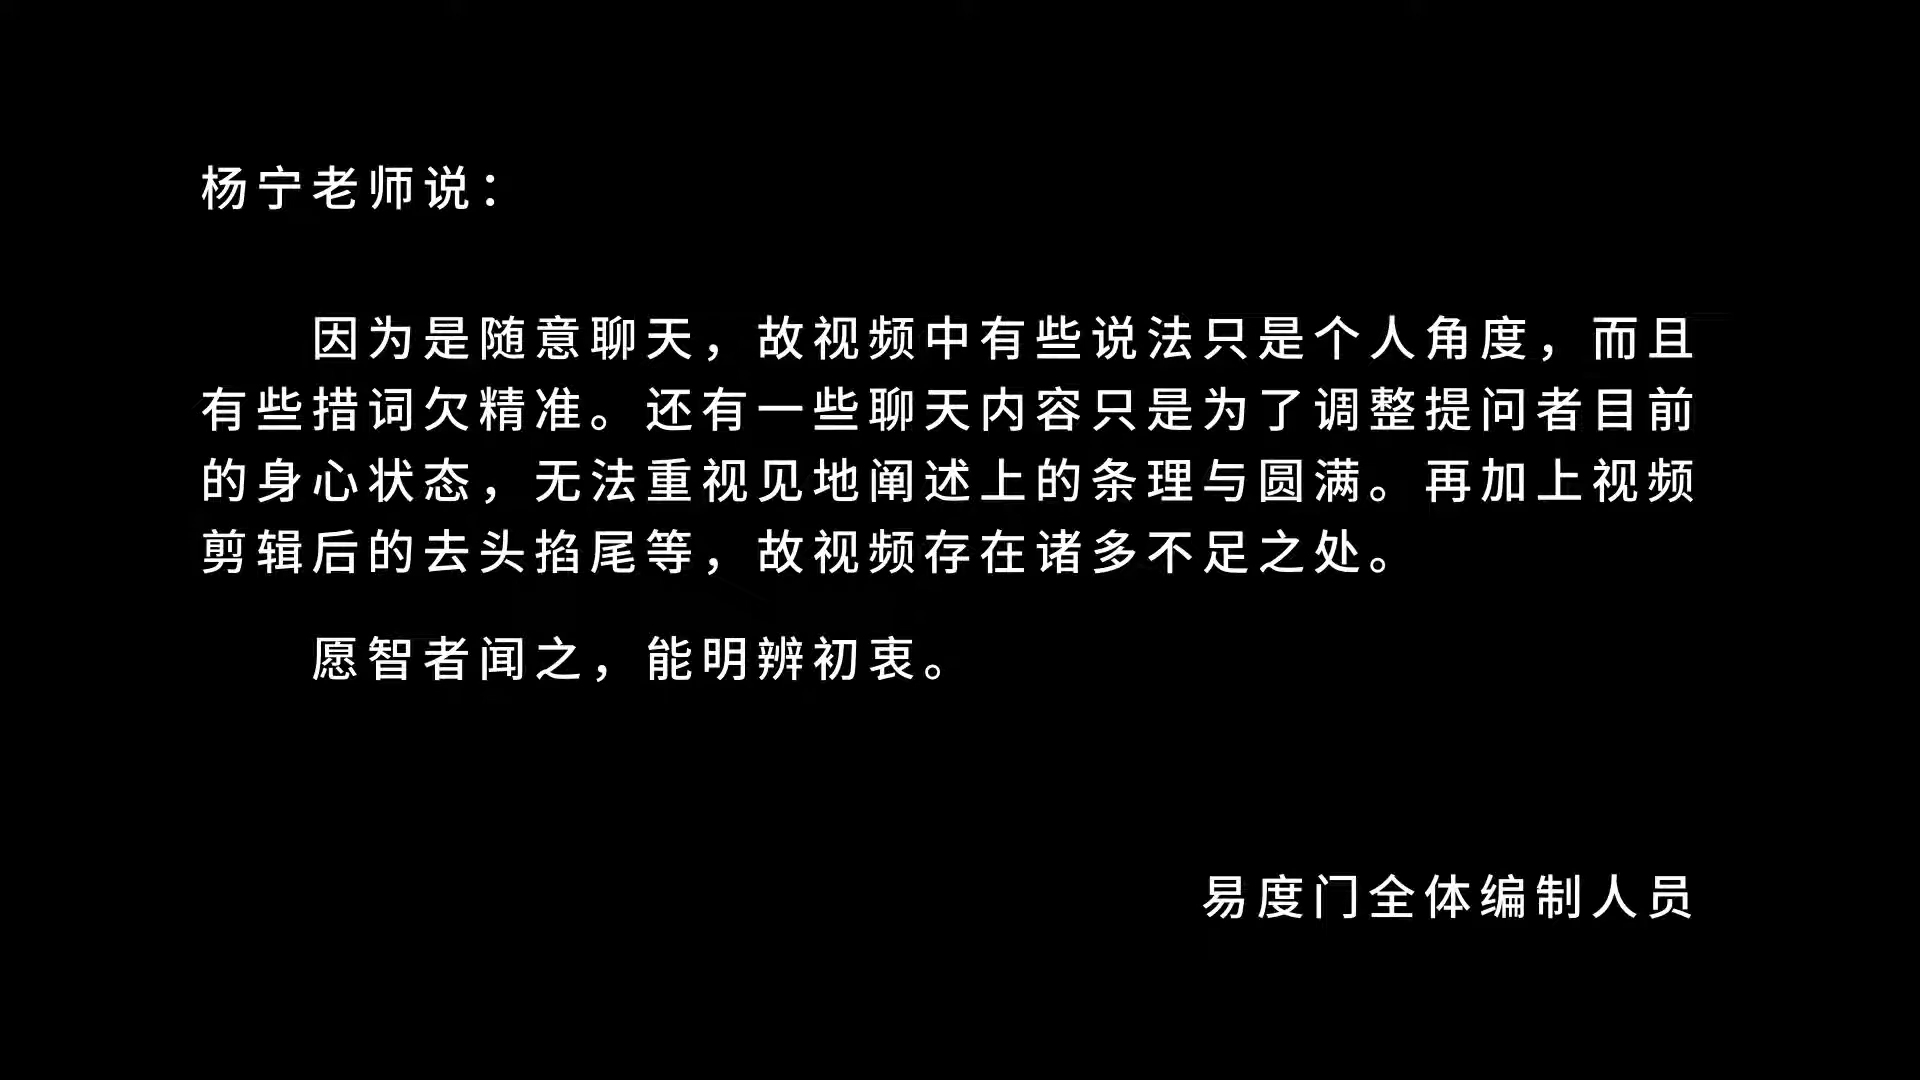 杨宁老师说：
因为是随意聊天，故视频中有些说法只是个人角度，而且
有些措词欠精准。还有一些聊天内容只是为了调整提问者目前
的身心状态，无法重视见地阐述上的条理与圆满。再加上视频
剪辑后的去头掐尾等，故视频存在诸多不足之处。
愿智者闻之，能明辨初衷。
易度门全体编制人员